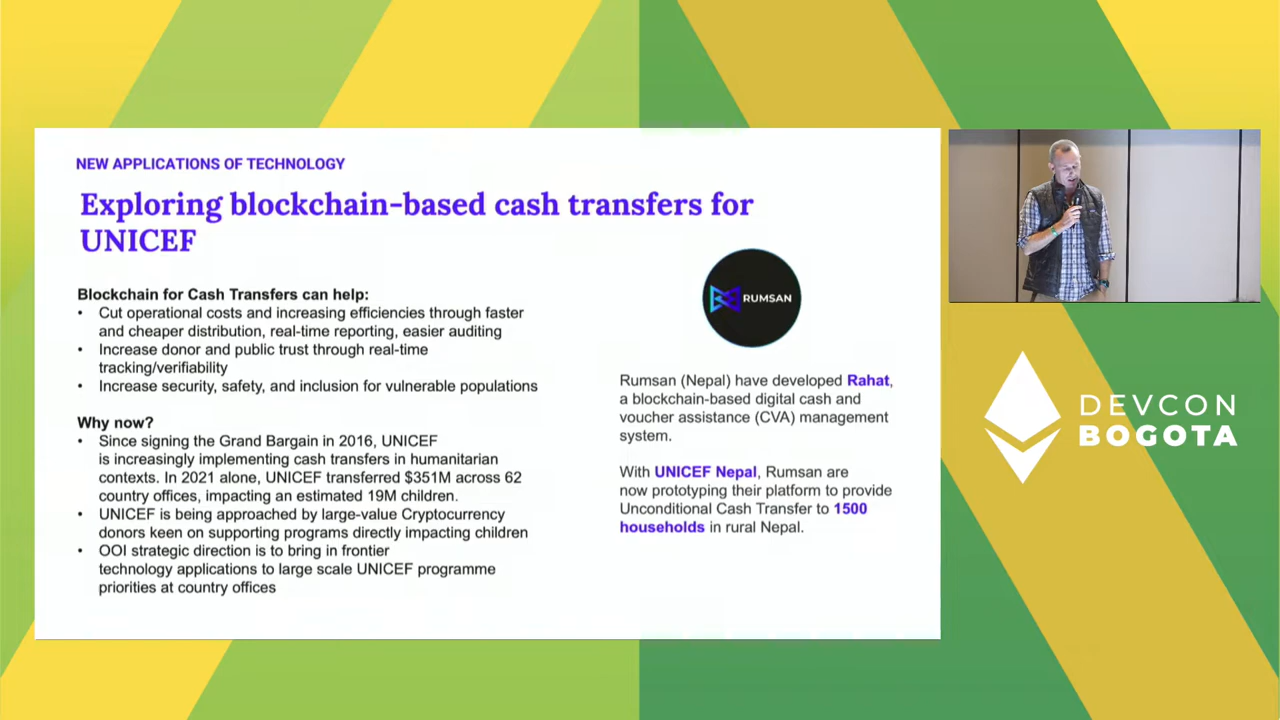 NEW APPLICATIONS OF TECHNOLOGY
Exploring blockchain-based cash transfers for
UNICEF
Blockchain for Cash Transfers can help:
• Cut operational costs and increasing efficiencies through faster
and cheaper distribution, real-time reporting, easier auditing
• Increase donor and public trust through real-time
tracking/verifiability
• Increase security, safety, and inclusion for vulnerable populations
Why now?
• Since signing the Grand Bargain in 2016, UNICEF
is increasingly implementing cash transfers in humanitarian
contexts. In 2021 alone, UNICEF transferred $351M across 62
country offices, impacting an estimated 19M children.
• UNICEF is being approached by large-value Cryptocurrency
donors keen on supporting programs directly impacting children
• OOI strategic direction is to bring in frontier
technology applications to large scale UNICEF programme
priorities at country offices
RUMSAN
Rumsan (Nepal) have developed Rahat,
a blockchain-based digital cash and
voucher assistance (CVA) management
system.
With UNICEF Nepal, Rumsan are
now prototyping their platform to provide
Unconditional Cash Transfer to 1500
households in rural Nepal.
DEVCON
BOGOTA